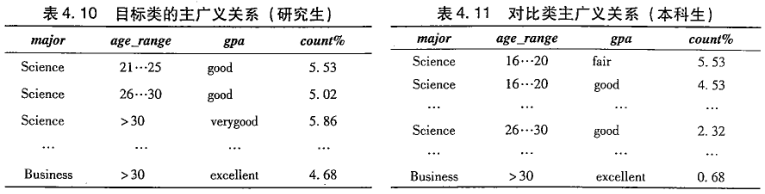 表4.10 目标类的主广义关系(研究生)
major age_range gpa count%
Science 21…25 good 5.53
Science 26…30 good 5.02
Science >30 verygood 5.86
… … … …
Business >30 excellent 4.68
表4.11 对比类主广义关系(本科生)
major age_range gpa count%
Science 16…20 fair 5.53
Science 16…20 good 4.53
… … … …
Science 26…30 good 2.32
… … … …
Business >30 excellent 0.68